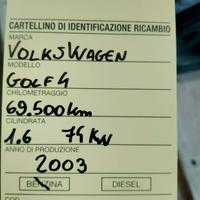 CARTELLINO DI IDENTIFICAZIONE RICAMBIO
MARCA
VOLKSWAGEN
MODELLO
GOLF 4
CHILOMETRAGGIO
69.500 km
CILINDRATA
1.6 74 KW
ANNO DI PRODUZIONE
2003
BENZINA DIESEL